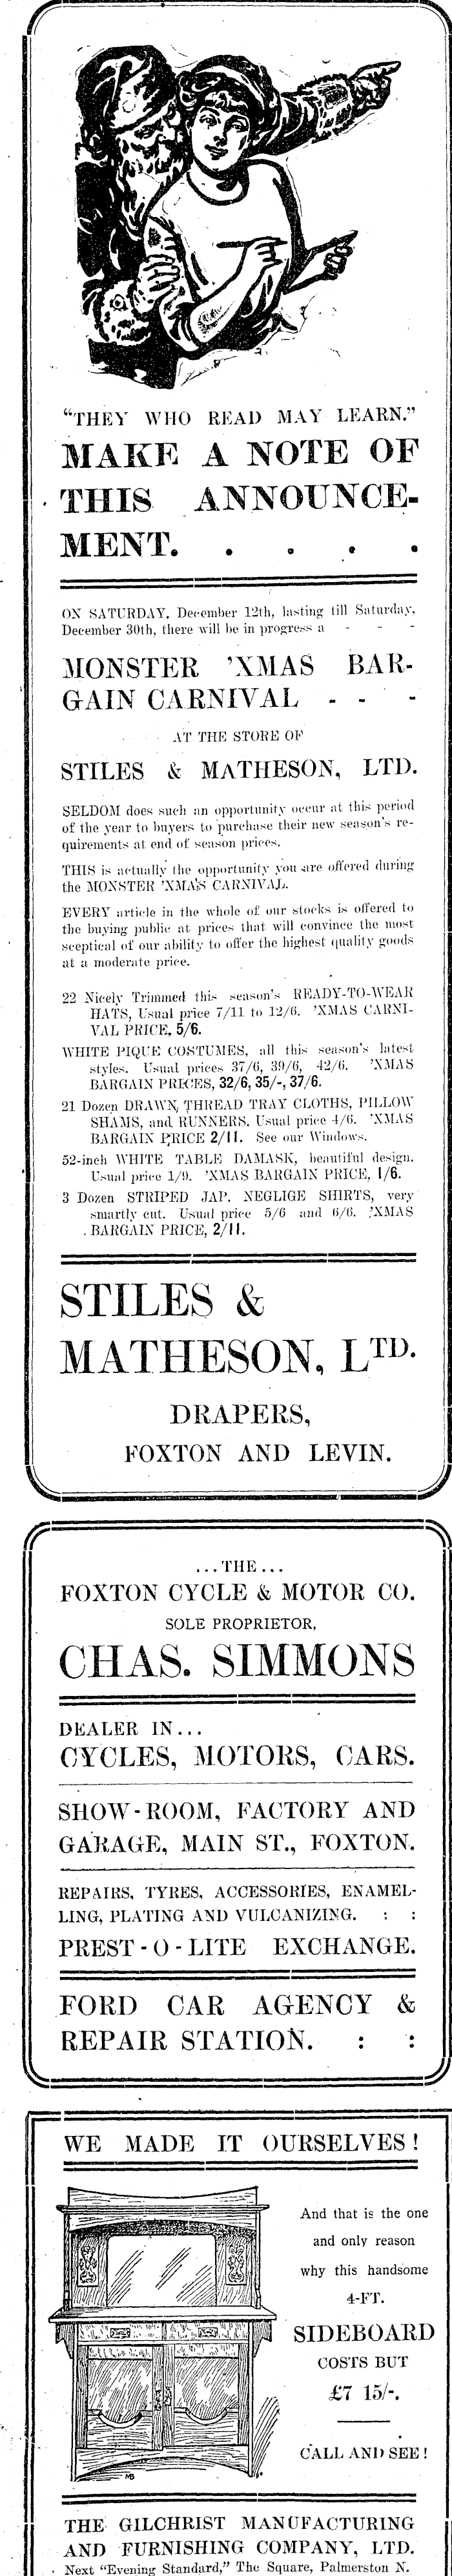 "THEY WHO READ MAY LEARN."
MAKE A NOTE OF
THIS ANNOUNCE-
MENT. . . . .
ON SATURDAY, December 12th, lasting till Saturday,
December 30th, there will be in progress a - - -
MONSTER 'XMAS BAR-
GAIN CARNIVAL - - -
AT THE STORE OF
STILES & MATHESON, LTD.
SELDOM does such an opportunity occur at this period
of the year to buyers to purchase their new season's re-
quirements at end of season prices.
THIS is actually the opportunity you are offered during
the MONSTER 'XMAS CARNIVAL.
EVERY article in the whole of our stocks is offered to
the buying public at prices that will convince the most
sceptical of our ability to offer the highest quality goods
at a moderate price.
22 Nicely Trimmed this season's READY-TO-WEAR
HATS, Usual price 7/11 to 12/6. 'XMAS CARNI-
VAL PRICE, 5/6.
WHITE PIQUE COSTUMES, all this season's latest
styles. Usual prices 37/6, 39/6, 42/6. 'XMAS
BARGAIN PRICES, 32/6, 35/-, 37/6.
21 Dozen DRAWN THREAD TRAY CLOTHS, PILLOW
SHAMS, and RUNNERS. Usual price 4/6. 'XMAS
BARGAIN PRICE 2/11. See our Windows.
52-inch WHITE TABLE DAMASK, beautiful design.
Usual price 1/9. 'XMAS BARGAIN PRICE, 1/6.
3 Dozen STRIPED JAP. NEGLIGE SHIRTS, very
smartly cut. Usual price 5/6 and 6/6. 'XMAS
BARGAIN PRICE, 2/11.
STILES &
MATHESON, LTD.
DRAPERS,
FOXTON AND LEVIN.
...THE...
FOXTON CYCLE & MOTOR CO.
SOLE PROPRIETOR,
CHAS. SIMMONS
DEALER IN...
CYCLES, MOTORS, CARS.
SHOW-ROOM, FACTORY AND
GARAGE, MAIN ST., FOXTON.
REPAIRS, TYRES, ACCESSORIES, ENAMEL-
LING, PLATING AND VULCANIZING. : :
PREST-O-LITE EXCHANGE.
FORD CAR AGENCY &
REPAIR STATION. : :
WE MADE IT OURSELVES!
And that is the one
and only reason
why this handsome
4-FT.
SIDEBOARD
COSTS BUT
£7 15/-.
CALL AND SEE!
MB
THE GILCHRIST MANUFACTURING
AND FURNISHING COMPANY, LTD.
Next "Evening Standard," The Square, Palmerston N.